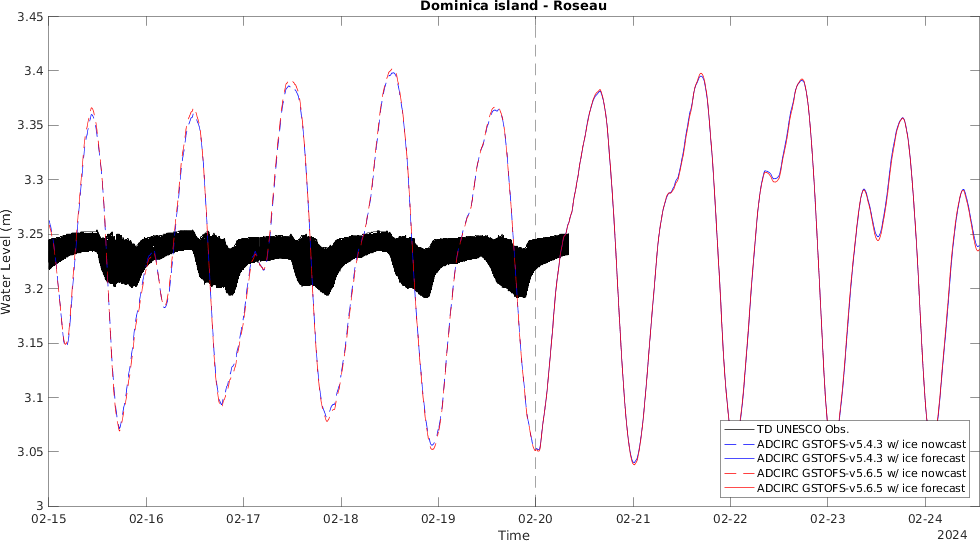 Dominica island - Roseau
3.45
3.4
3.35
3.3
3.25
3.2
3.15
3.1
3.05
3
Water Level (m)
02-15 02-16 02-17 02-18 02-19 02-20 02-21 02-22 02-23 02-24
Time
2024
TD UNESCO Obs.
ADCIRC GSTOFS-v5.4.3 w/ ice nowcast
ADCIRC GSTOFS-v5.4.3 w/ ice forecast
ADCIRC GSTOFS-v5.6.5 w/ ice nowcast
ADCIRC GSTOFS-v5.6.5 w/ ice forecast